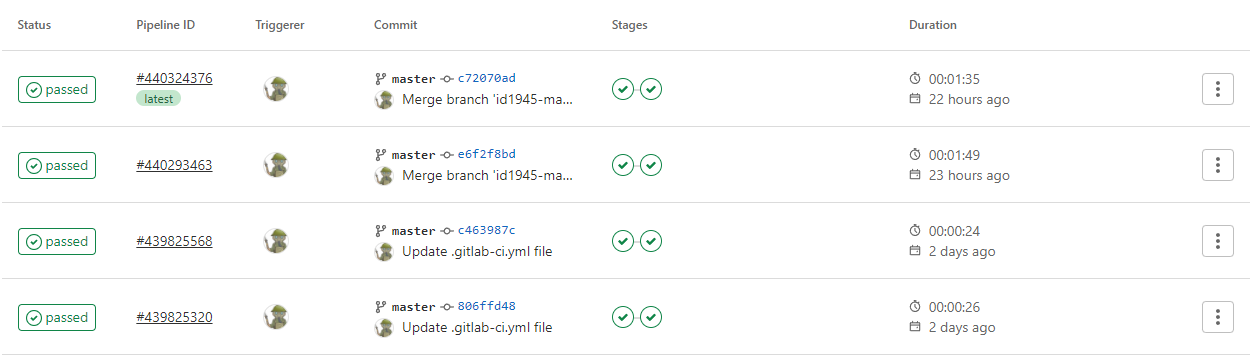 Status Pipeline ID Triggerer Commit Stages Duration
passed #440324376 master c72070ad 00:01:35
latest Merge branch 'id1945-ma... 22 hours ago
passed #440293463 master e6f2f8bd 00:01:49
Merge branch 'id1945-ma... 23 hours ago
passed #439825568 master c463987c 00:00:24
Update .gitlab-ci.yml file 2 days ago
passed #439825320 master 806ffd48 00:00:26
Update .gitlab-ci.yml file 2 days ago